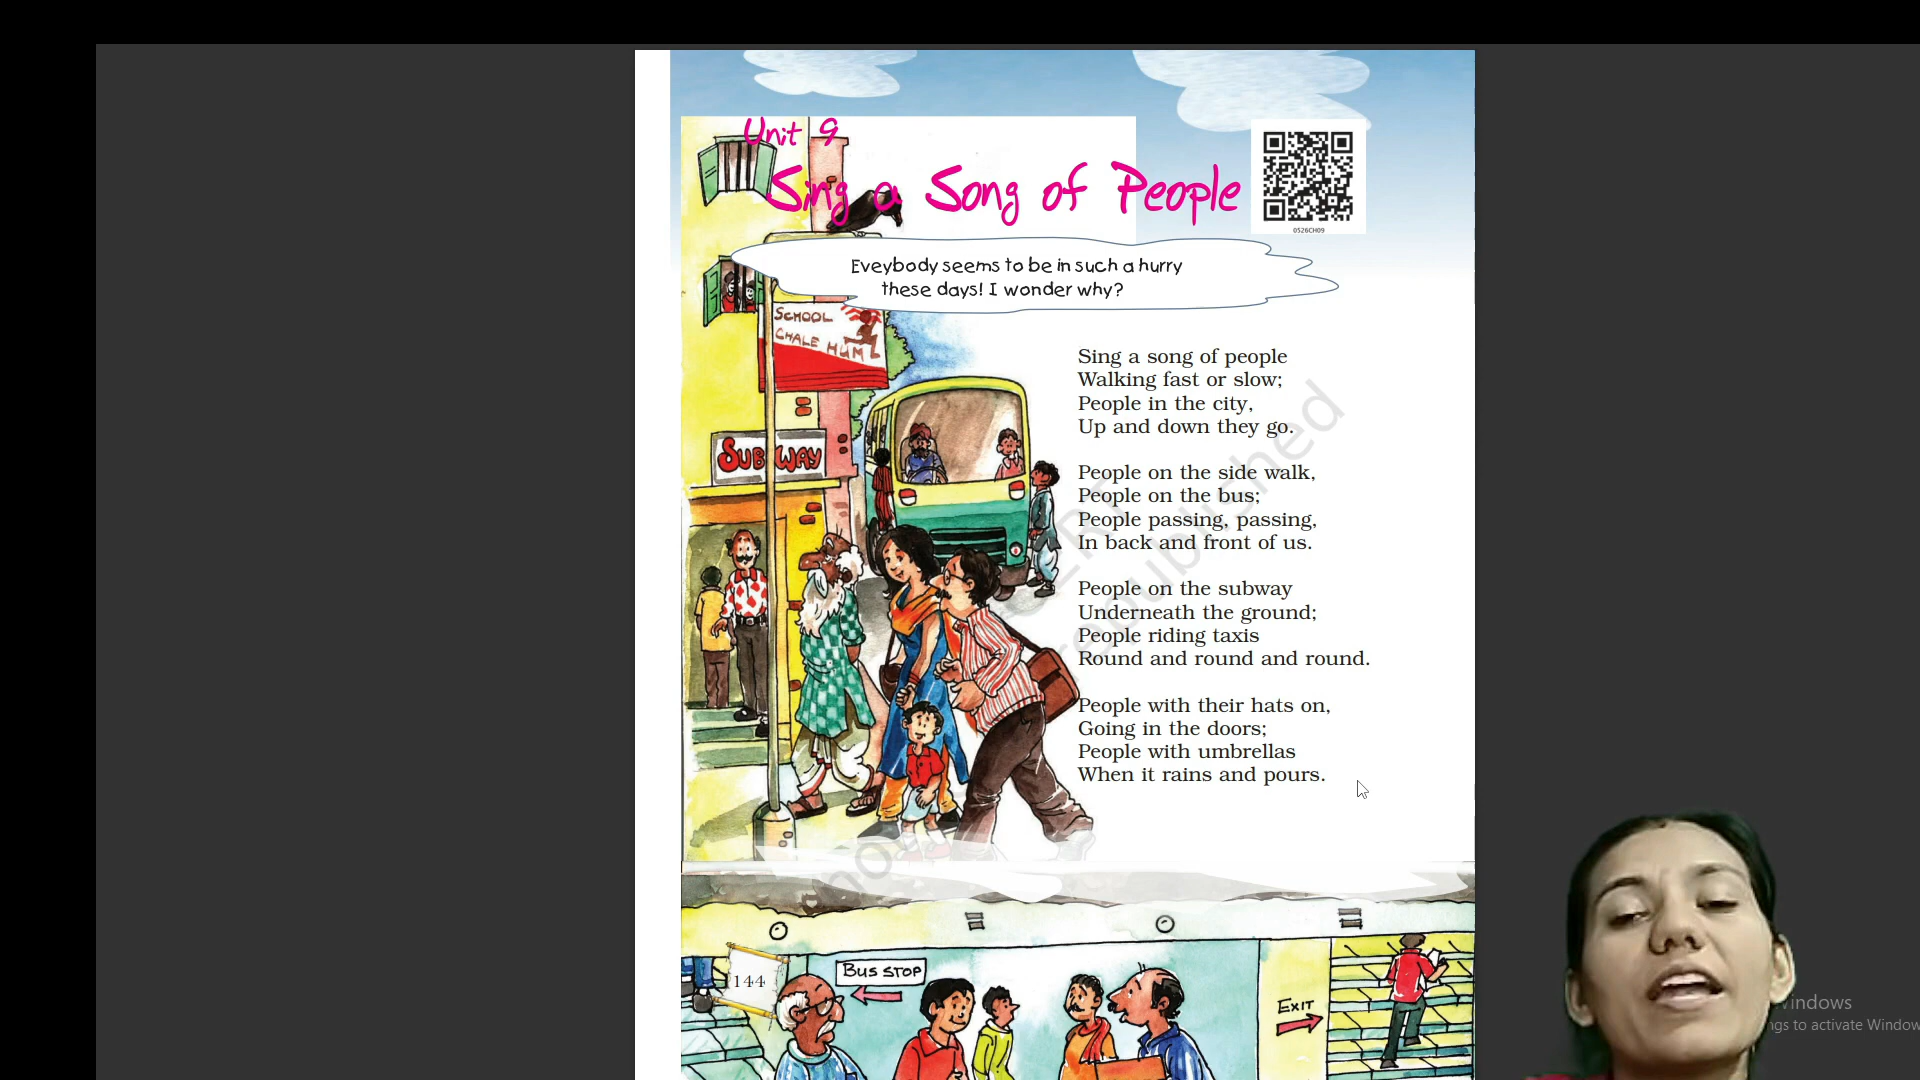 Unit 9
Sing a Song of People
0526CH09
Eveybody seems to be in such a hurry
these days! I wonder why?
SCHOOL
CHALE HUM
SUBWAY
Sing a song of people
Walking fast or slow;
People in the city,
Up and down they go.
People on the side walk,
People on the bus;
People passing, passing,
In back and front of us.
People on the subway
Underneath the ground;
People riding taxis
Round and round and round.
People with their hats on,
Going in the doors;
People with umbrellas
When it rains and pours.
144
BUS STOP
EXIT
Windows
ngs to activate Window
republished